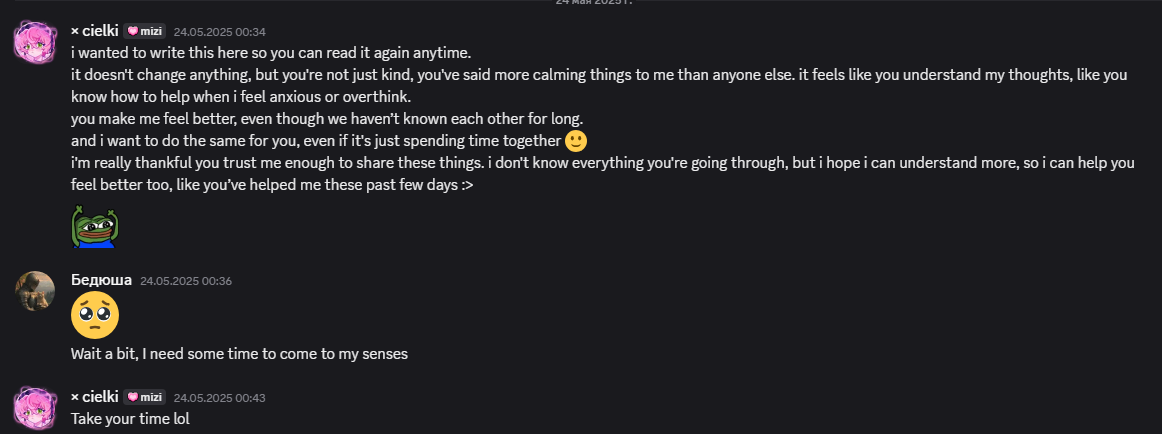 24 мая 2025 г.
× cielki mizi 24.05.2025 00:34
i wanted to write this here so you can read it again anytime.
it doesn't change anything, but you're not just kind, you've said more calming things to me than anyone else. it feels like you understand my thoughts, like you
know how to help when i feel anxious or overthink.
you make me feel better, even though we haven't known each other for long.
and i want to do the same for you, even if it's just spending time together
i'm really thankful you trust me enough to share these things. i don't know everything you're going through, but i hope i can understand more, so i can help you
feel better too, like you've helped me these past few days :>
Бедюша 24.05.2025 00:36
Wait a bit, I need some time to come to my senses
× cielki mizi 24.05.2025 00:43
Take your time lol